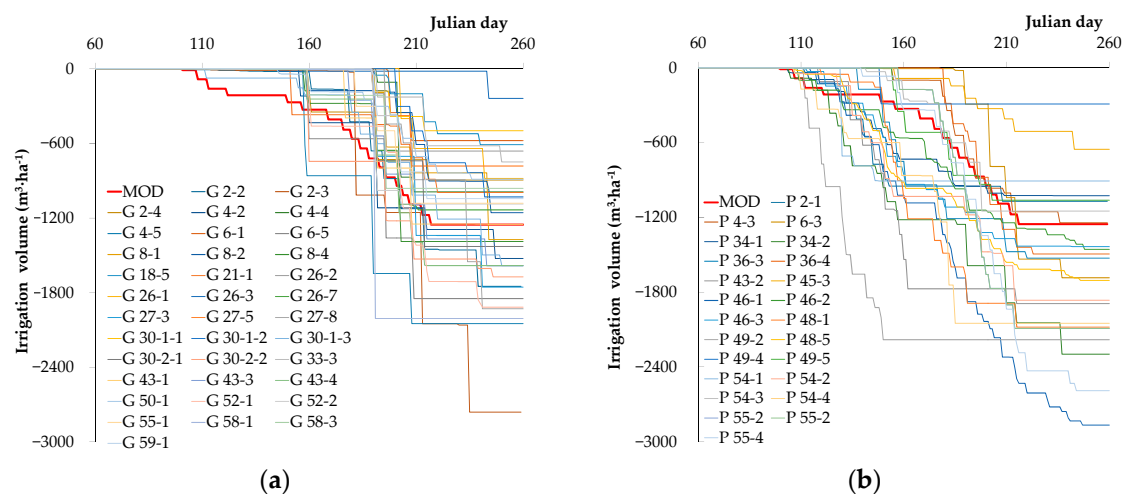 Julian day
60 110 160 210 260
0
−600
−1200
−1800
−2400
−3000
Irrigation volume (m³·ha⁻¹)
MOD G 2-2 G 2-3
G 2-4 G 4-2 G 4-4
G 4-5 G 6-1 G 6-5
G 8-1 G 8-2 G 8-4
G 18-5 G 21-1 G 26-2
G 26-1 G 26-3 G 26-7
G 27-3 G 27-5 G 27-8
G 30-1-1 G 30-1-2 G 30-1-3
G 30-2-1 G 30-2-2 G 33-3
G 43-1 G 43-3 G 43-4
G 50-1 G 52-1 G 52-2
G 55-1 G 58-1 G 58-3
G 59-1
(a)
Julian day
60 110 160 210 260
0
−600
−1200
−1800
−2400
−3000
Irrigation volume (m³·ha⁻¹)
MOD P 2-1
P 4-3 P 6-3
P 34-1 P 34-2
P 36-3 P 36-4
P 43-2 P 45-3
P 46-1 P 46-2
P 46-3 P 48-1
P 49-2 P 48-5
P 49-4 P 49-5
P 54-1 P 54-2
P 54-3 P 54-4
P 55-2 P 55-2
P 55-4
(b)